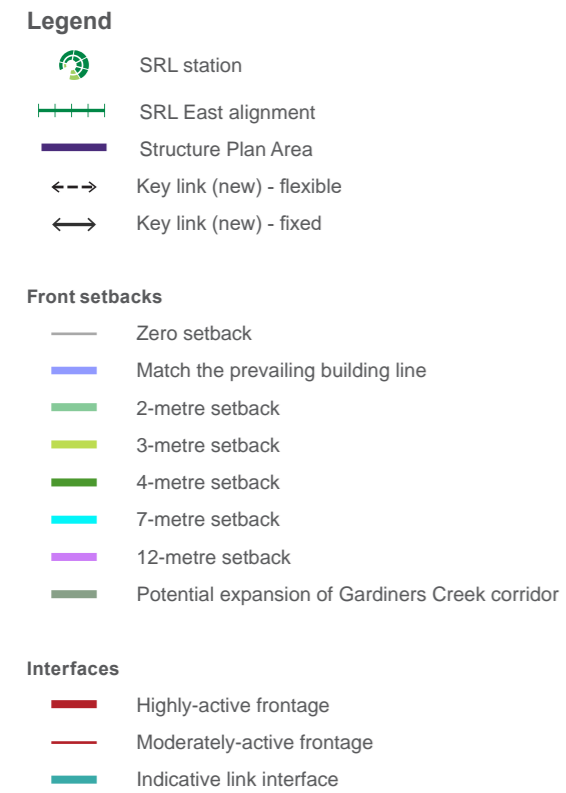 Legend
SRL station
SRL East alignment
Structure Plan Area
Key link (new) - flexible
Key link (new) - fixed
Front setbacks
Zero setback
Match the prevailing building line
2-metre setback
3-metre setback
4-metre setback
7-metre setback
12-metre setback
Potential expansion of Gardiners Creek corridor
Interfaces
Highly-active frontage
Moderately-active frontage
Indicative link interface